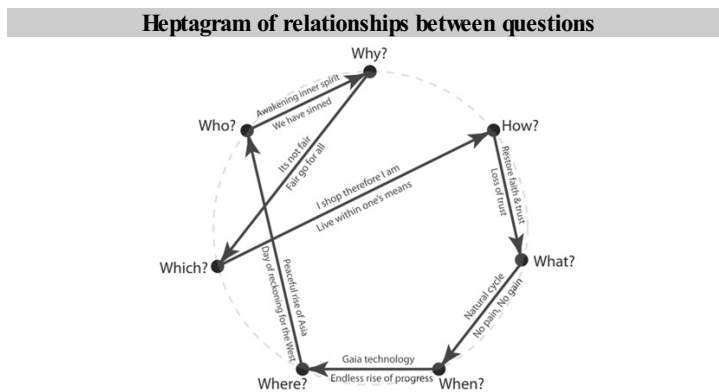 Heptagram of relationships between questions
Why?
Awakening inner spirit
We have sinned
Who?
How?
Its not fair
Fair go for all
I shop therefore I am
Live within one's means
Restore faith & trust
Loss of trust
Which?
What?
Peaceful rise of Asia
Day of reckoning for the West
Natural cycle
No pain, No gain
Gaia technology
Endless rise of progress
Where?
When?